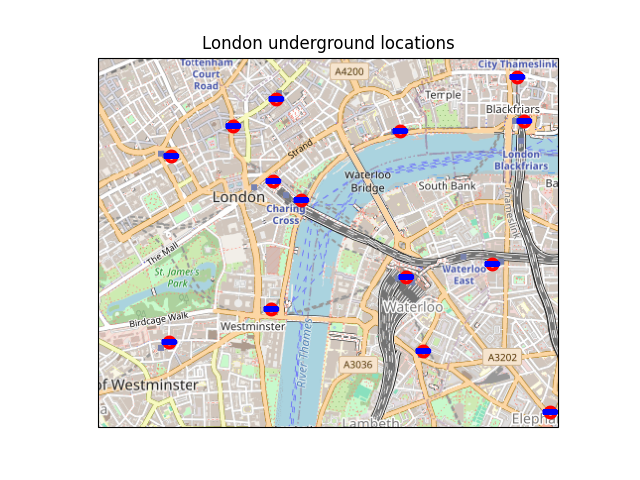 London underground locations
Tottenham
Court
Road
A4200
City Thameslink
Temple
Blackfriars
Strand
London
Blackfriars
Waterloo
Bridge
South Bank
Ba
London
Charing
Cross
Thameslink
The Mall
St. James's
Park
Waterloo
East
Waterloo
Birdcage Walk
Westminster
River Thames
A3036
A3202
of Westminster
a
Lambeth
Elepha